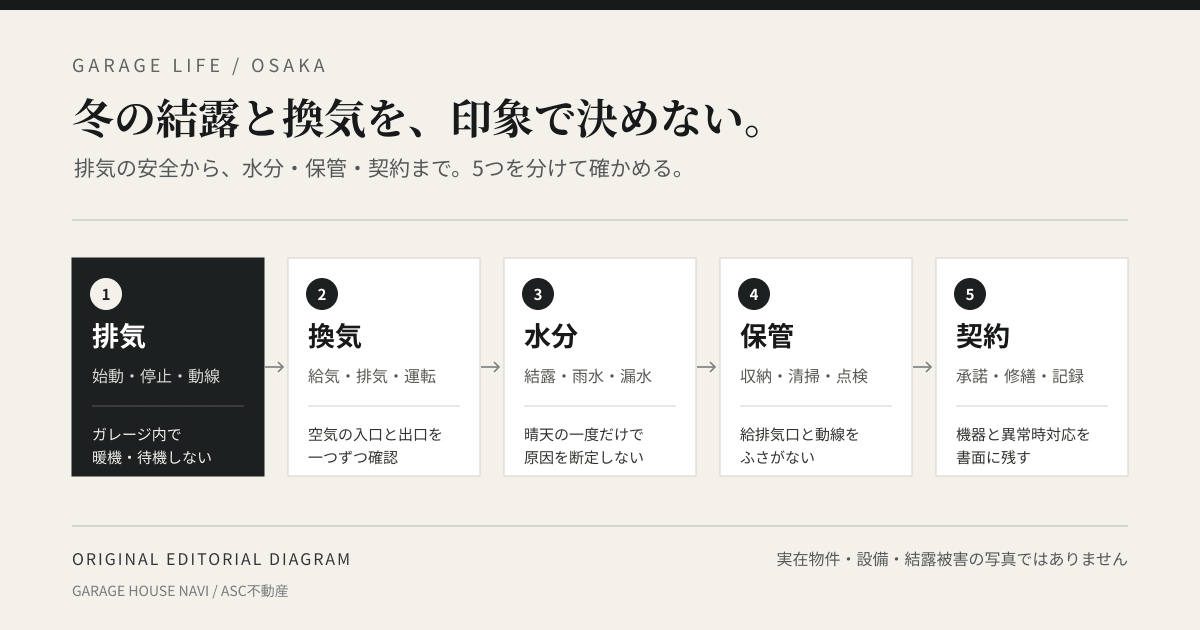 GARAGE LIFE / OSAKA
冬の結露と換気を、印象で決めない。
排気の安全から、水分・保管・契約まで。5つを分けて確かめる。
1
排気
始動・停止・動線
ガレージ内で
暖機・待機しない
2
換気
給気・排気・運転
空気の入口と出口を
一つずつ確認
3
水分
結露・雨水・漏水
晴天の一度だけで
原因を断定しない
4
保管
収納・清掃・点検
給排気口と動線を
ふさがない
5
契約
承諾・修繕・記録
機器と異常時対応を
書面に残す
ORIGINAL EDITORIAL DIAGRAM
実在物件・設備・結露被害の写真ではありません
GARAGE HOUSE NAVI / ASC不動産